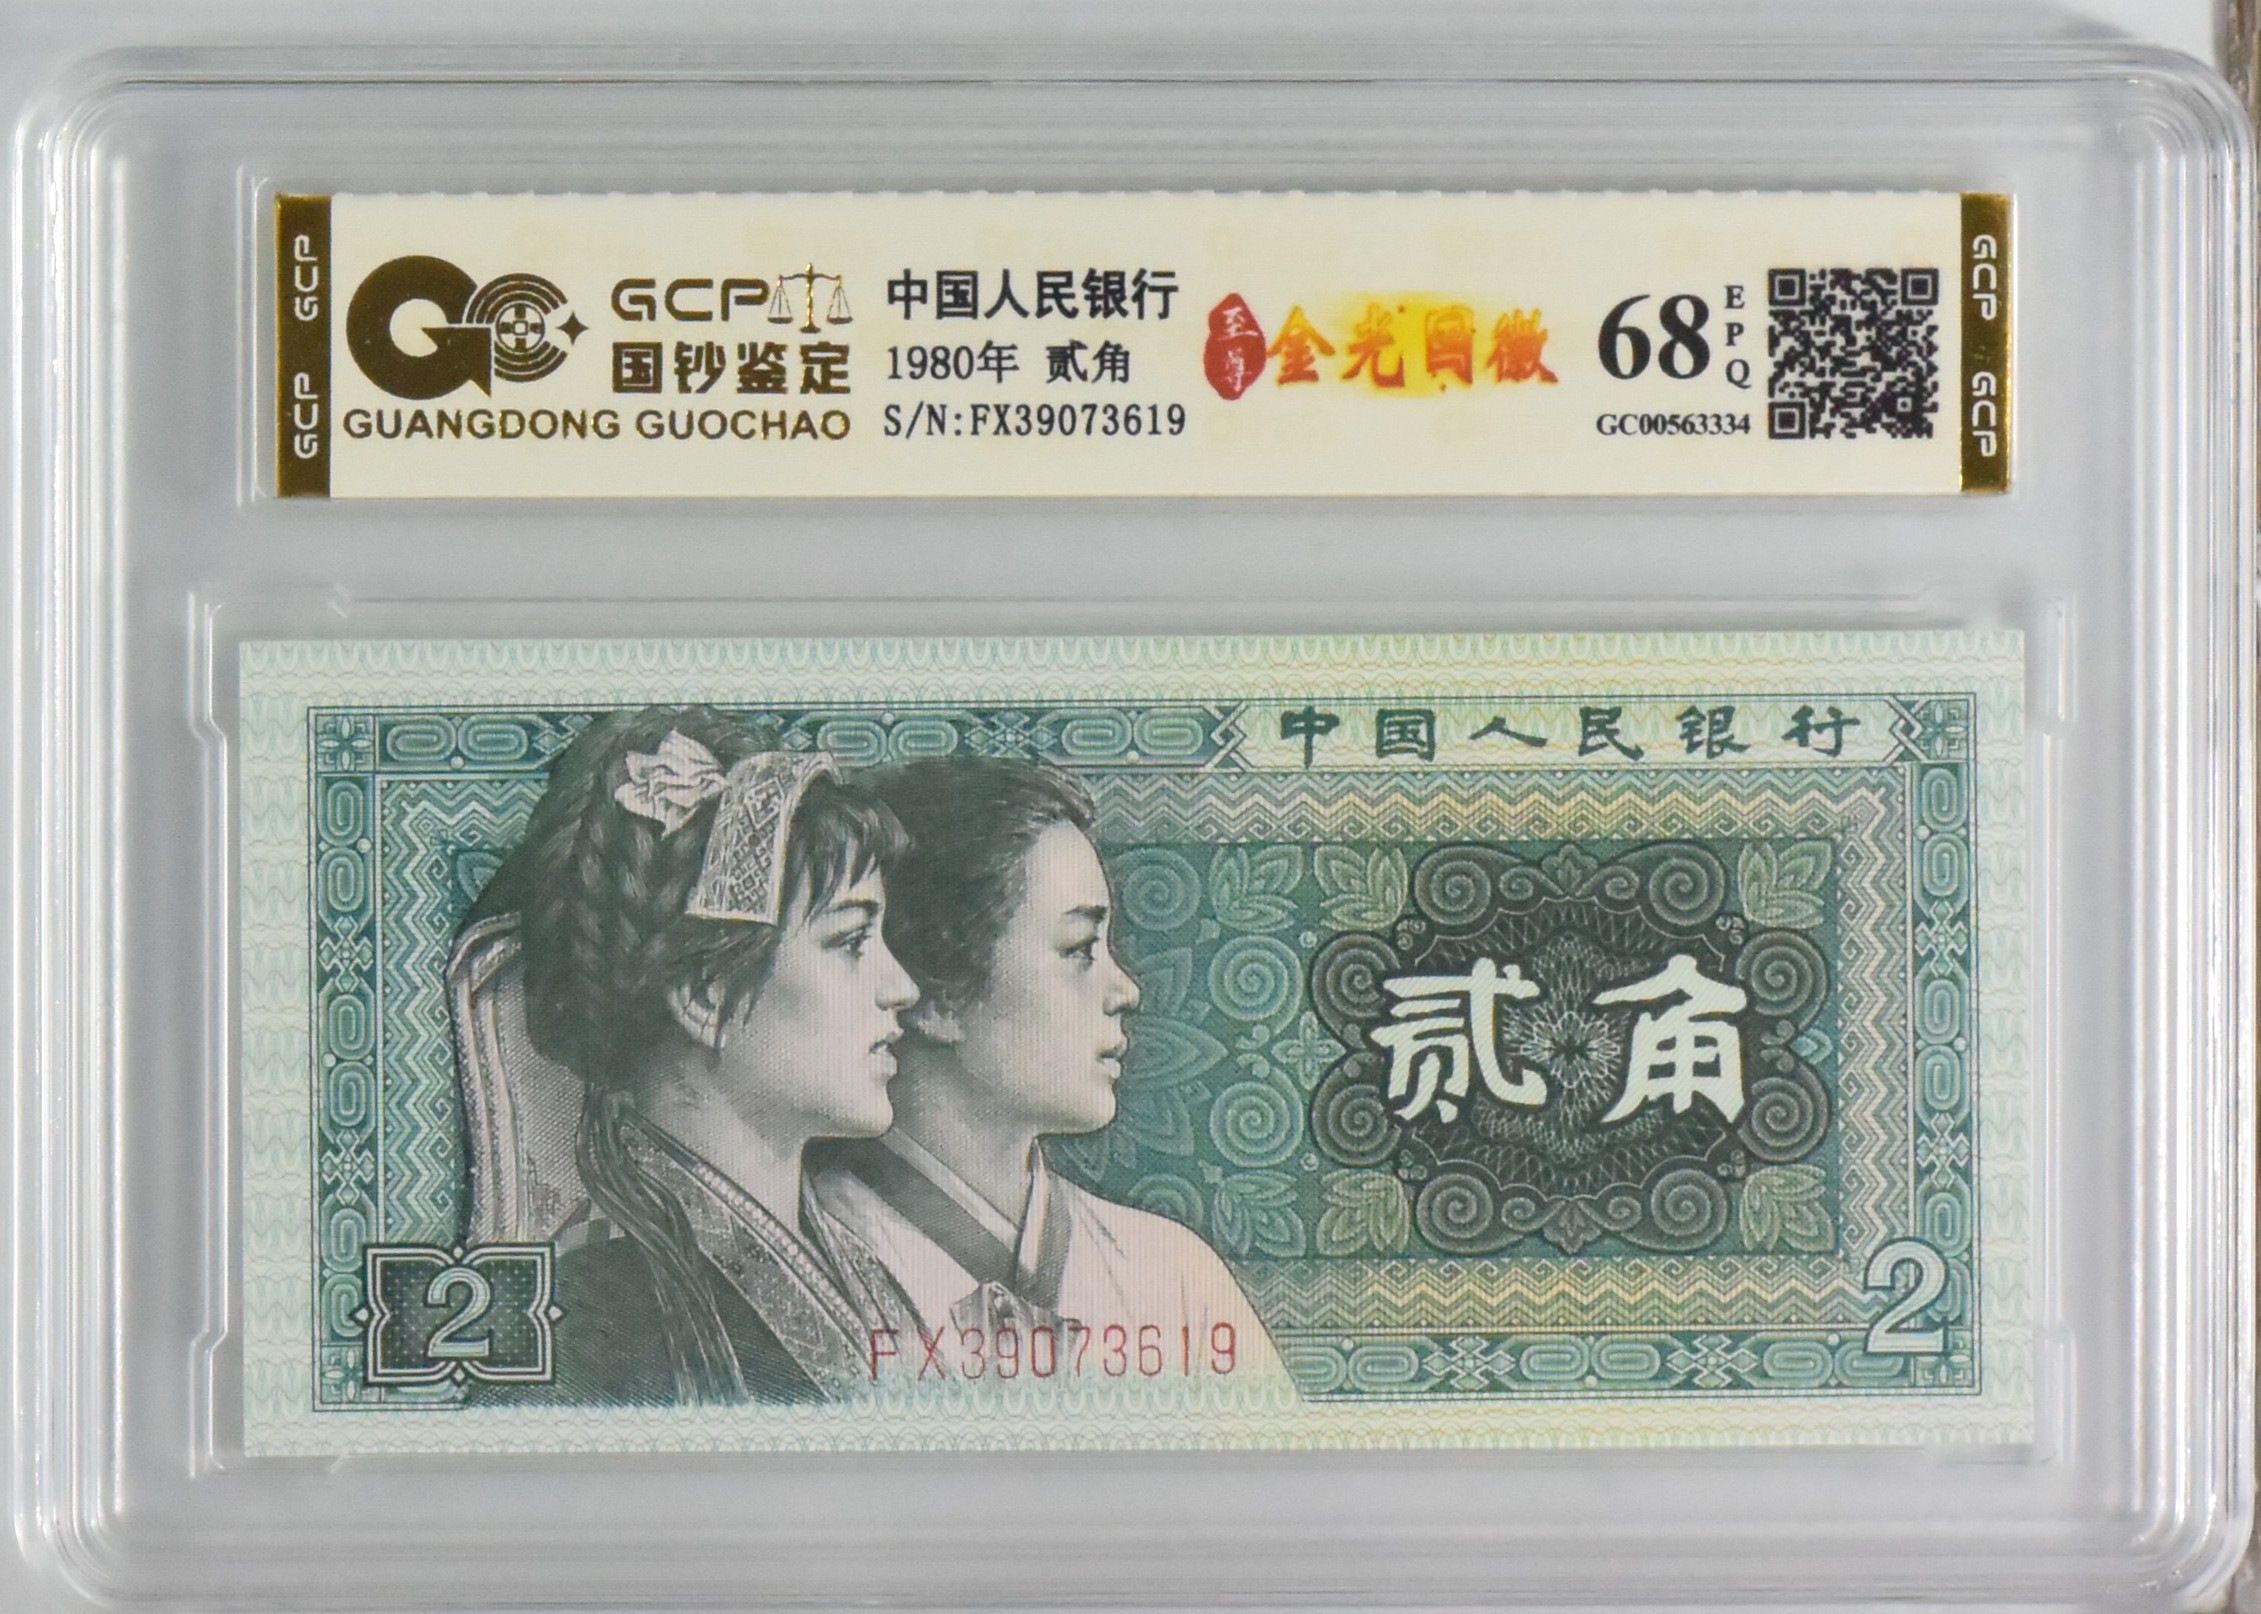 GCP GCP
GCP
国钞鉴定
GUANGDONG GUOCHAO
中国人民银行
1980年 贰角
S/N:FX39073619
至尊
金光国徽
68 EPQ
GC00563334
GCP GCP
中国人民银行
贰角
2
2
FX39073619